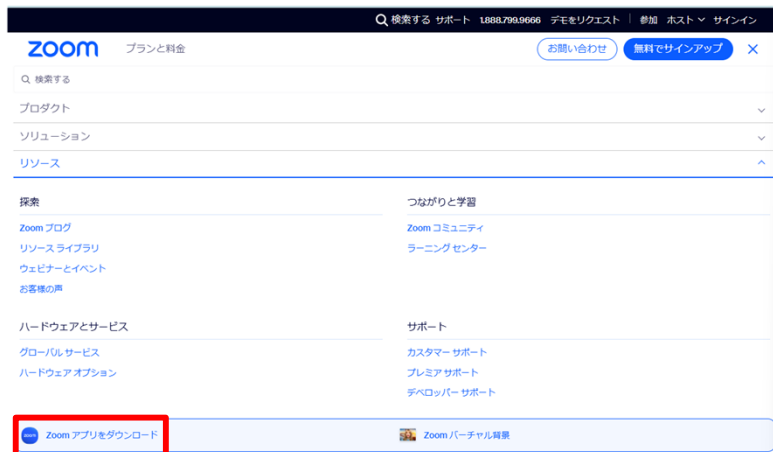 検索する サポート 1.888.799.9666 デモをリクエスト 参加 ホスト サインイン
zoom プランと料金 お問い合わせ 無料でサインアップ
検索する
プロダクト
ソリューション
リソース
探索 つながりと学習
Zoom ブログ Zoom コミュニティ
リソース ライブラリ ラーニング センター
ウェビナーとイベント
お客様の声
ハードウェアとサービス サポート
グローバル サービス カスタマー サポート
ハードウェア オプション プレミア サポート
デベロッパー サポート
zoom Zoom アプリをダウンロード Zoom バーチャル背景